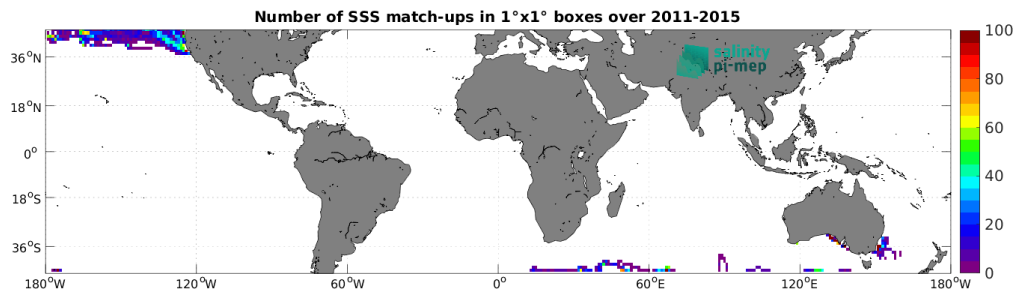 Number of SSS match-ups in 1°x1° boxes over 2011-2015
100
80
60
40
20
0
salinity
pi-mep
36°N
18°N
0°
18°S
36°S
180°W 120°W 60°W 0° 60°E 120°E 180°W